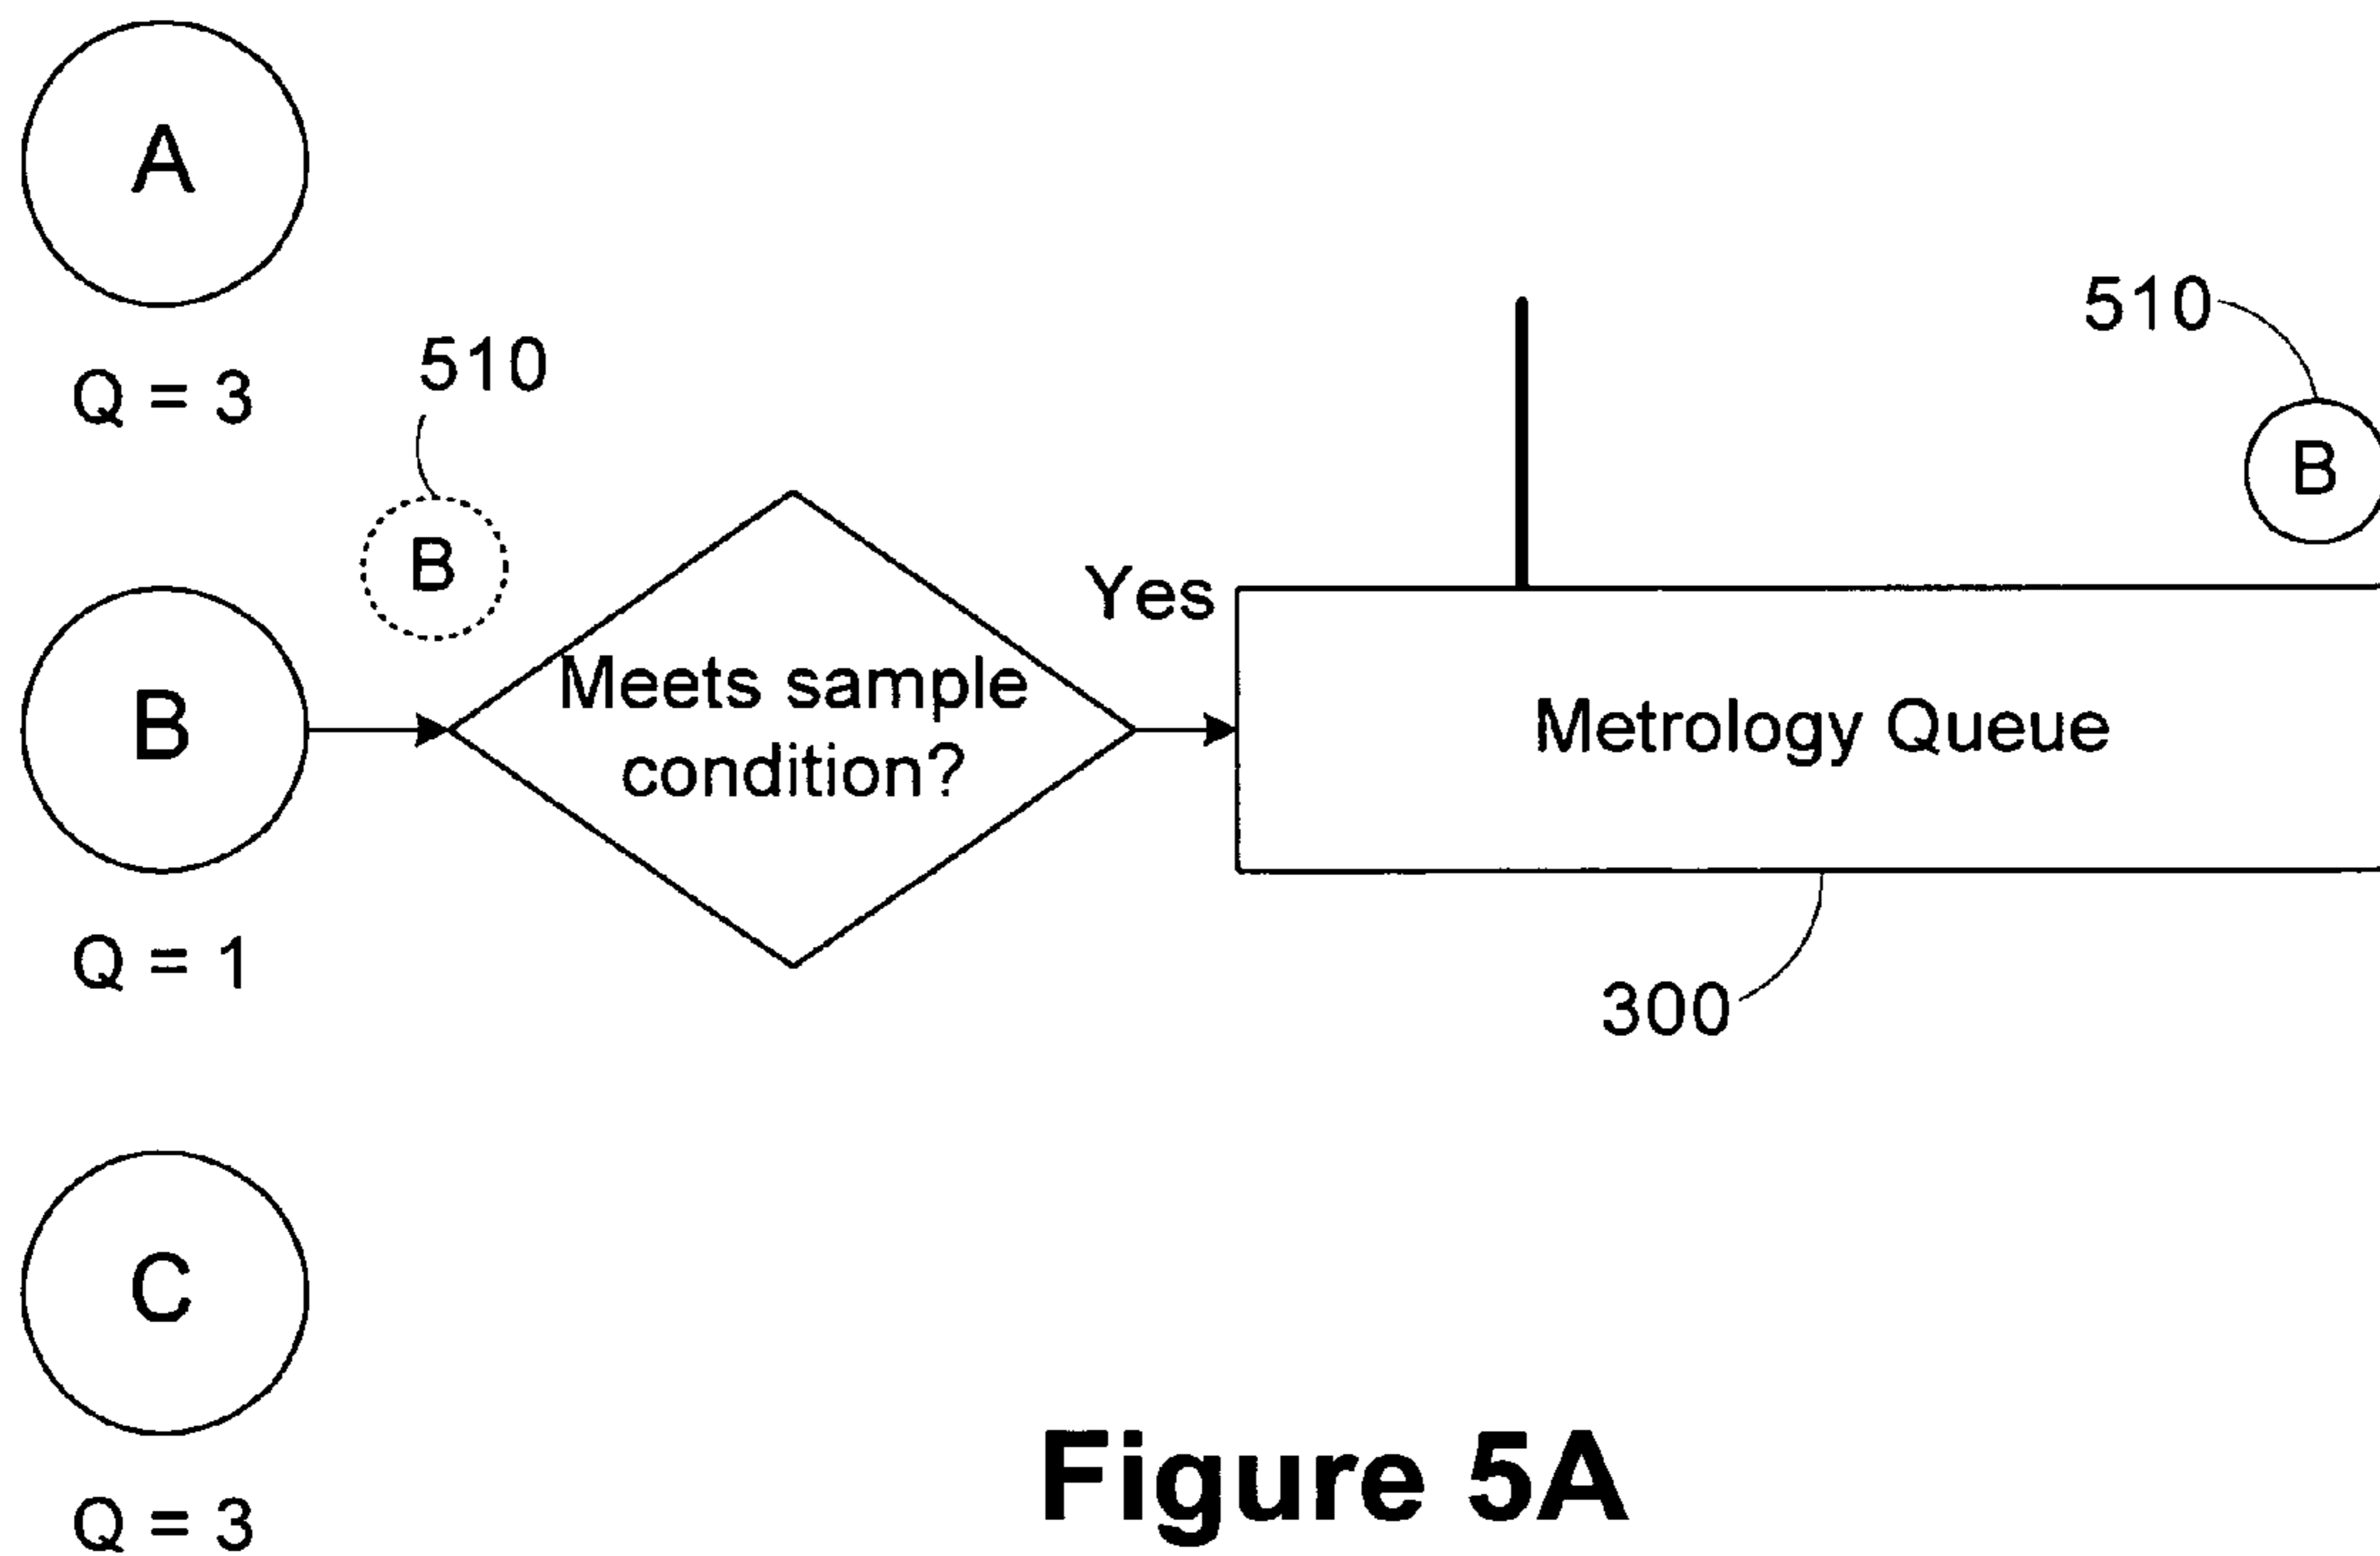 A
Q = 3
510
B
510
B
Yes
B
Meets sample
condition?
Metrology Queue
Q = 1
300
C
Q = 3
Figure 5A